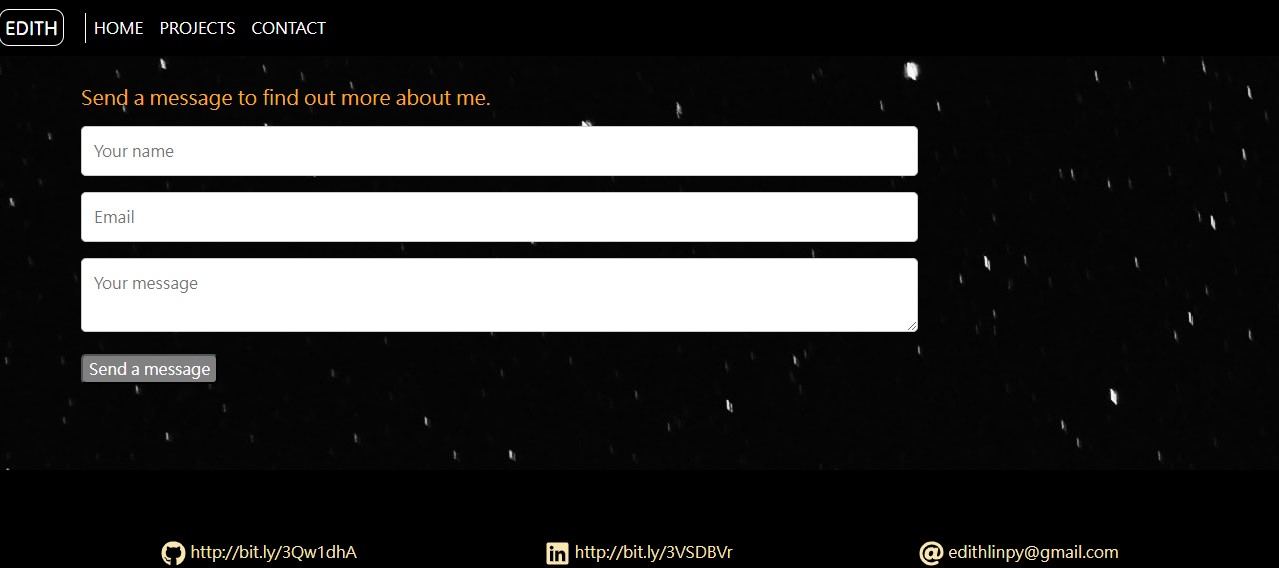 EDITH HOME PROJECTS CONTACT
Send a message to find out more about me.
Your name
Email
Your message
Send a message
http://bit.ly/3Qw1dhA http://bit.ly/3VSDBVr edithlinpy@gmail.com